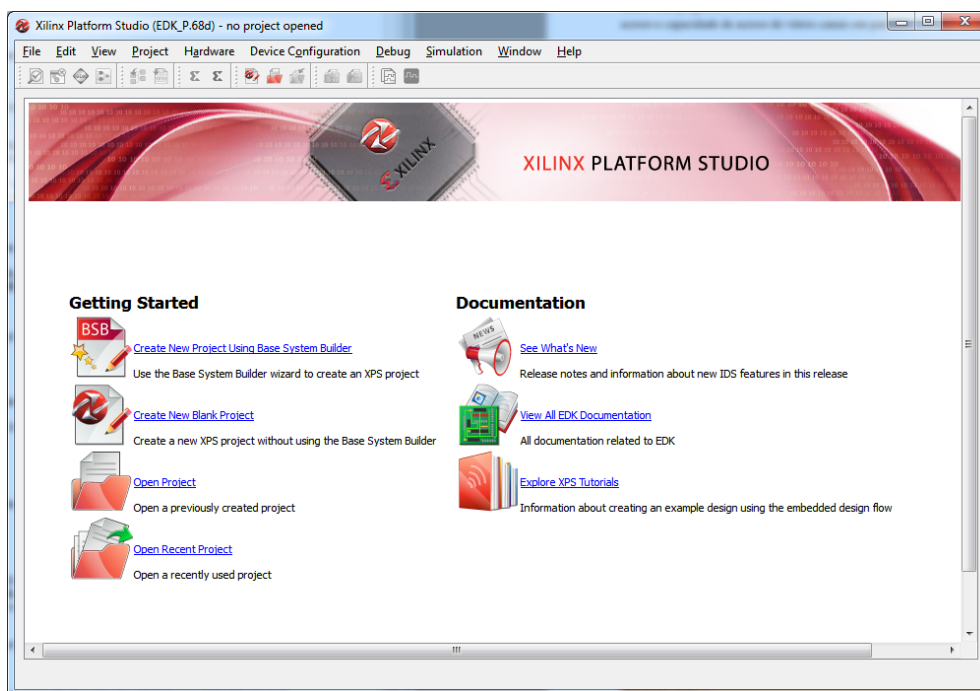 Xilinx Platform Studio (EDK_P.68d) - no project opened
File Edit View Project Hardware Device Configuration Debug Simulation Window Help
XILINX
XILINX PLATFORM STUDIO
Getting Started
BSB
Create New Project Using Base System Builder
Use the Base System Builder wizard to create an XPS project
Create New Blank Project
Create a new XPS project without using the Base System Builder
Open Project
Open a previously created project
Open Recent Project
Open a recently used project
Documentation
NEWS
See What's New
Release notes and information about new IDS features in this release
View All EDK Documentation
All documentation related to EDK
Explore XPS Tutorials
Information about creating an example design using the embedded design flow